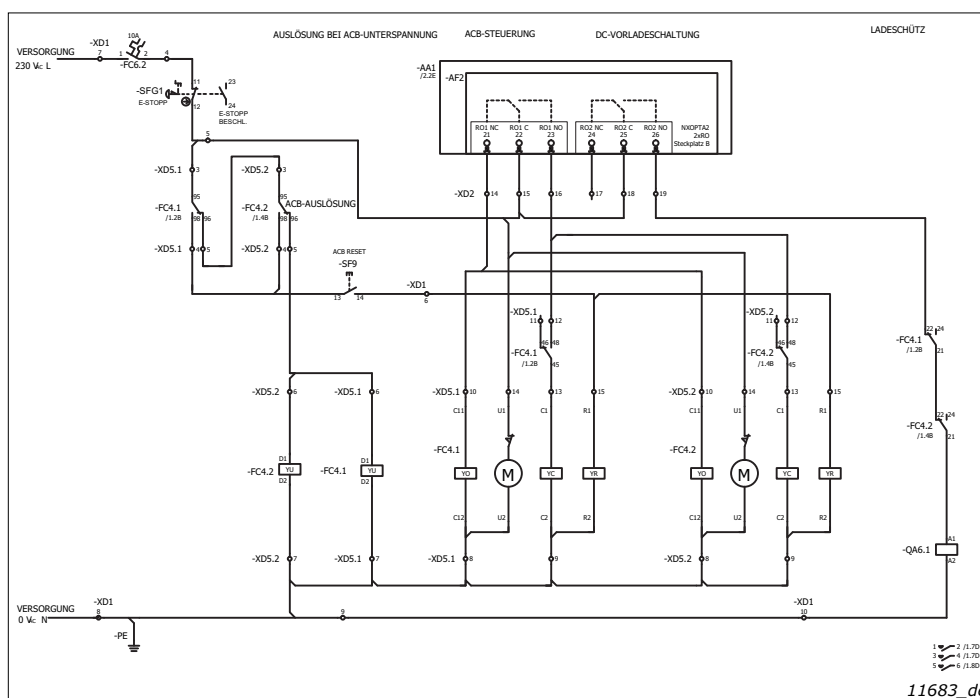 AUSLÖSUNG BEI ACB-UNTERSPANNUNG ACB-STEUERUNG DC-VORLADESCHALTUNG LADESCHÜTZ
VERSORGUNG
230 VAC L
-XD1
7
10A
1 2
-FC6.2
4
-SFG1
E-STOPP
11
12
23
24
E-STOPP
BESCHL.
5
-AA1
/2.2E
-AF2
RO1 NC RO1 C RO1 NO RO2 NC RO2 C RO2 NO
21 22 23 24 25 26
NXOPTA2
2xRO
Steckplatz B
-XD5.1 3 -XD5.2 3
-XD2 14 15 16 17 18 19
95 95
-FC4.1
/1.2B
98 96
-FC4.2
/1.4B
98 96
ACB-AUSLÖSUNG
-XD5.1 4 5 -XD5.2 4 5
ACB RESET
-SF9
13 14
-XD1
6
-XD5.1
11 12
46 48
-FC4.1
/1.2B
45
-XD5.2
11 12
46 48
-FC4.2
/1.4B
45
22 24
-FC4.1
/1.2B
21
-XD5.2 6 -XD5.1 6 -XD5.1 10 14 13 15 -XD5.2 10 14 13 15
C11 U1 C1 R1 C11 U1 C1 R1
22 24
-FC4.2
/1.4B
21
D1 D1
-FC4.2 YU -FC4.1 YU
D2 D2
-FC4.1
YO M YC YR
-FC4.2
YO M YC YR
C12 U2 C2 R2 C12 U2 C2 R2
-QA6.1
A1
A2
-XD5.2 7 -XD5.1 7 -XD5.1 8 9 -XD5.2 8 9
VERSORGUNG
0 VAC N
-XD1
8
9
-XD1
10
-PE
1 2 /1.7D
3 4 /1.7D
5 6 /1.8D
11683_de